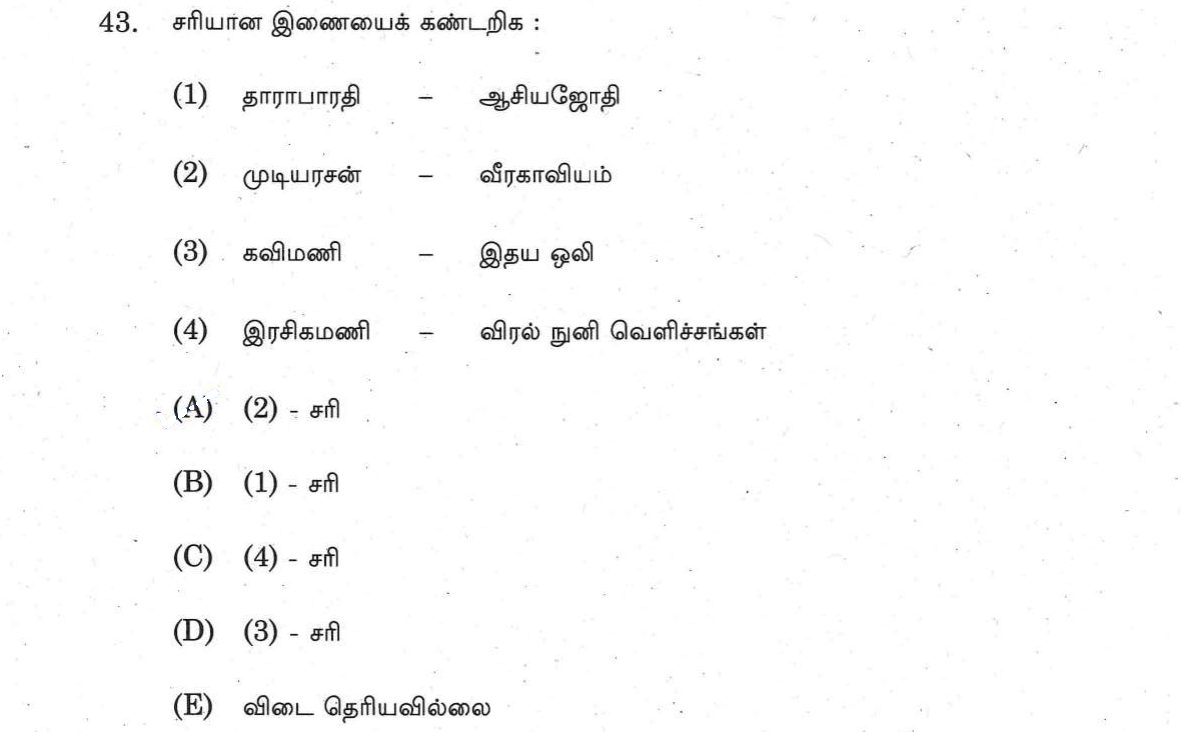 43. சரியான இணையைக் கண்டறிக :
(1) தாராபாரதி – ஆசியஜோதி
(2) முடியரசன் – வீரகாவியம்
(3) கவிமணி – இதய ஒலி
(4) இரசிகமணி – விரல் நுனி வெளிச்சங்கள்
(A) (2) - சரி
(B) (1) - சரி
(C) (4) - சரி
(D) (3) - சரி
(E) விடை தெரியவில்லை